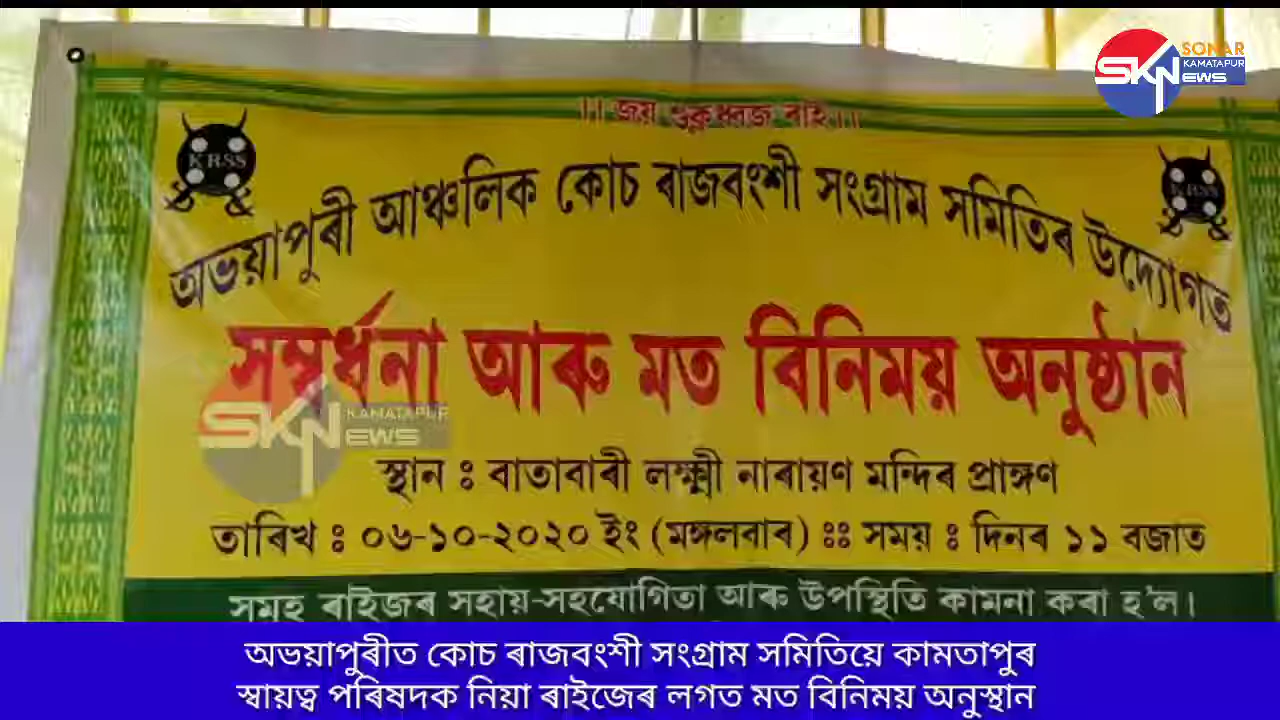 SONAR
SKN KAMATAPUR
NEWS
।। জয় শুক্লধ্বজ ৰাই ।।
KRSS
KRSS
অভয়াপুৰী আঞ্চলিক কোচ ৰাজবংশী সংগ্ৰাম সমিতিৰ উদ্যোগত
সম্বৰ্ধনা আৰু মত বিনিময় অনুষ্ঠান
SKN KAMATAPUR
NEWS
স্থান ঃ বাতাবাৰী লক্ষ্মী নাৰায়ণ মন্দিৰ প্ৰাঙ্গণ
তাৰিখ ঃ ০৬-১০-২০২০ ইং (মঙ্গলবাৰ) ঃঃ সময় ঃ দিনৰ ১১ বজাত
সমূহ ৰাইজৰ সহায়-সহযোগিতা আৰু উপস্থিতি কামনা কৰা হ'ল।
অভয়াপুৰীত কোচ ৰাজবংশী সংগ্ৰাম সমিতিয়ে কামতাপুৰ
স্বায়ত্ব পৰিষদক নিয়া ৰাইজেৰ লগত মত বিনিময় অনুস্থান